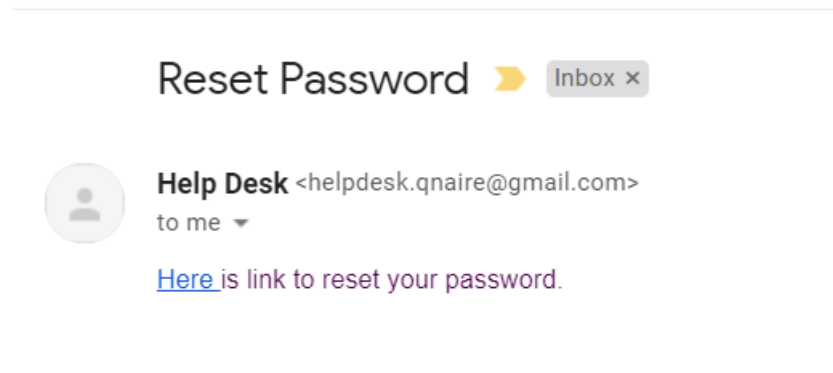 Reset Password Inbox ×
Help Desk <helpdesk.qnaire@gmail.com>
to me
Here is link to reset your password.